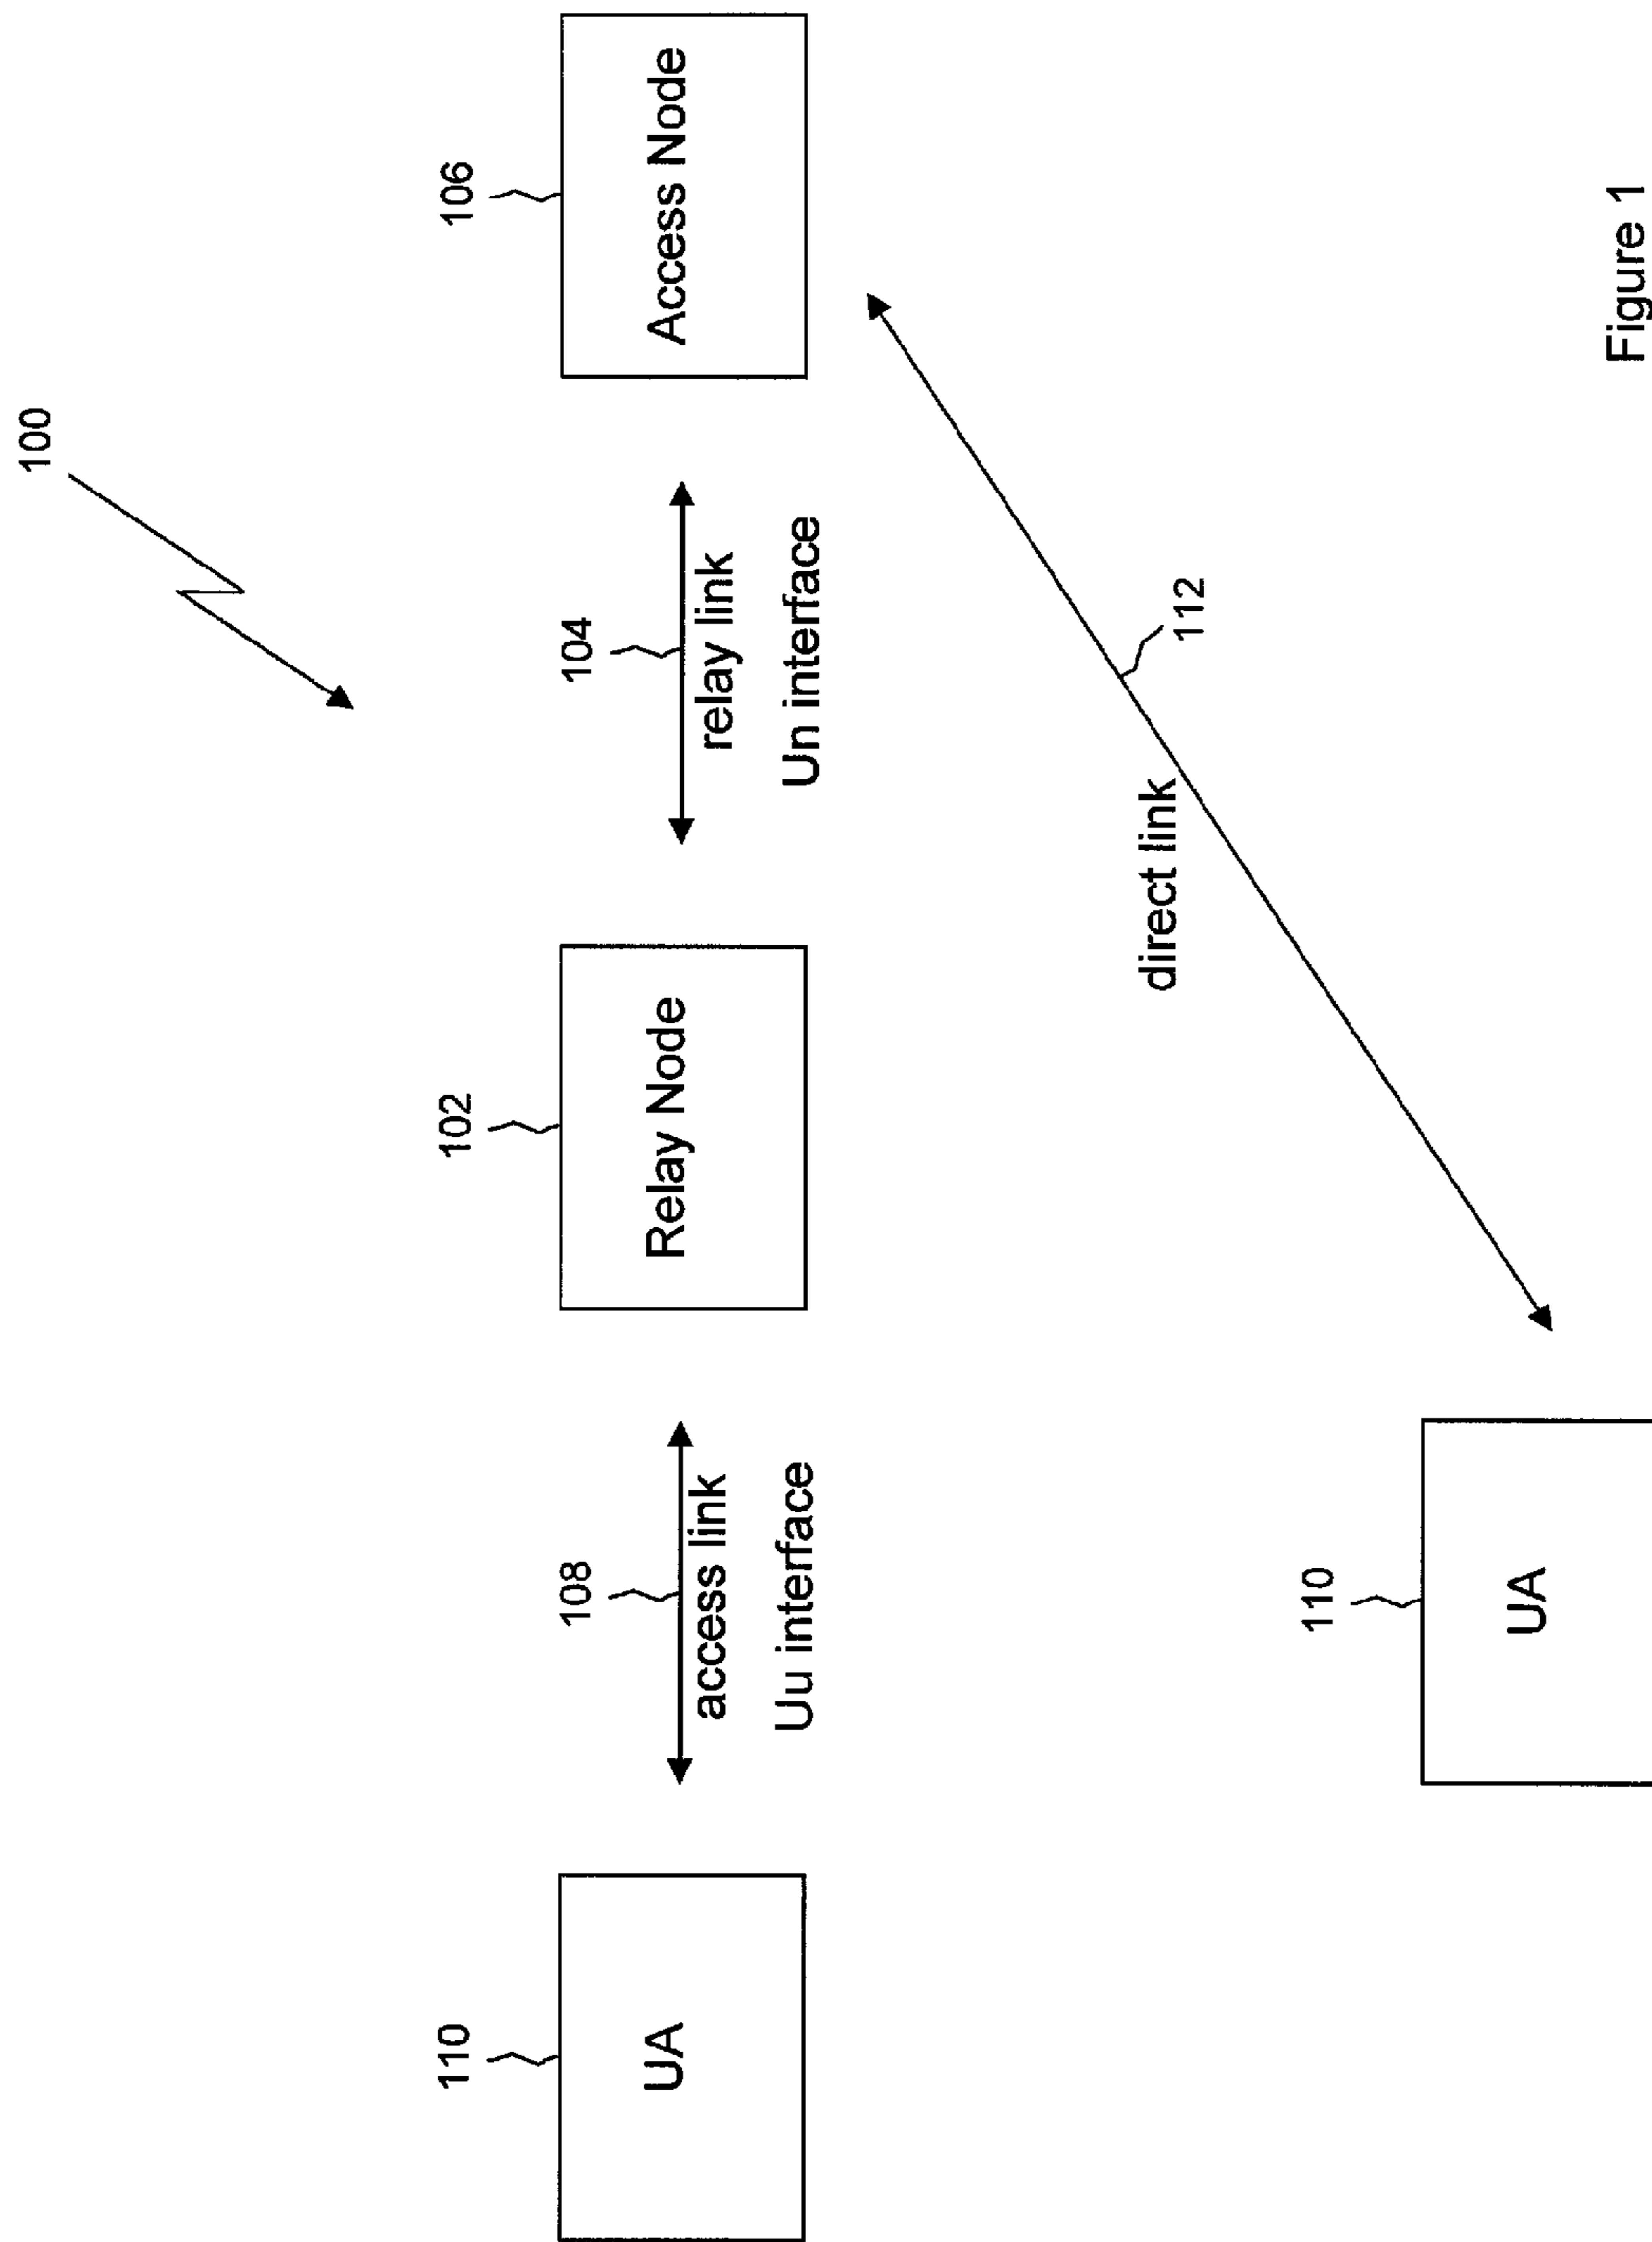 100
110
108
102
104
106
UA
access link
Uu interface
Relay Node
relay link
Un interface
Access Node
direct link
112
110
UA
Figure 1